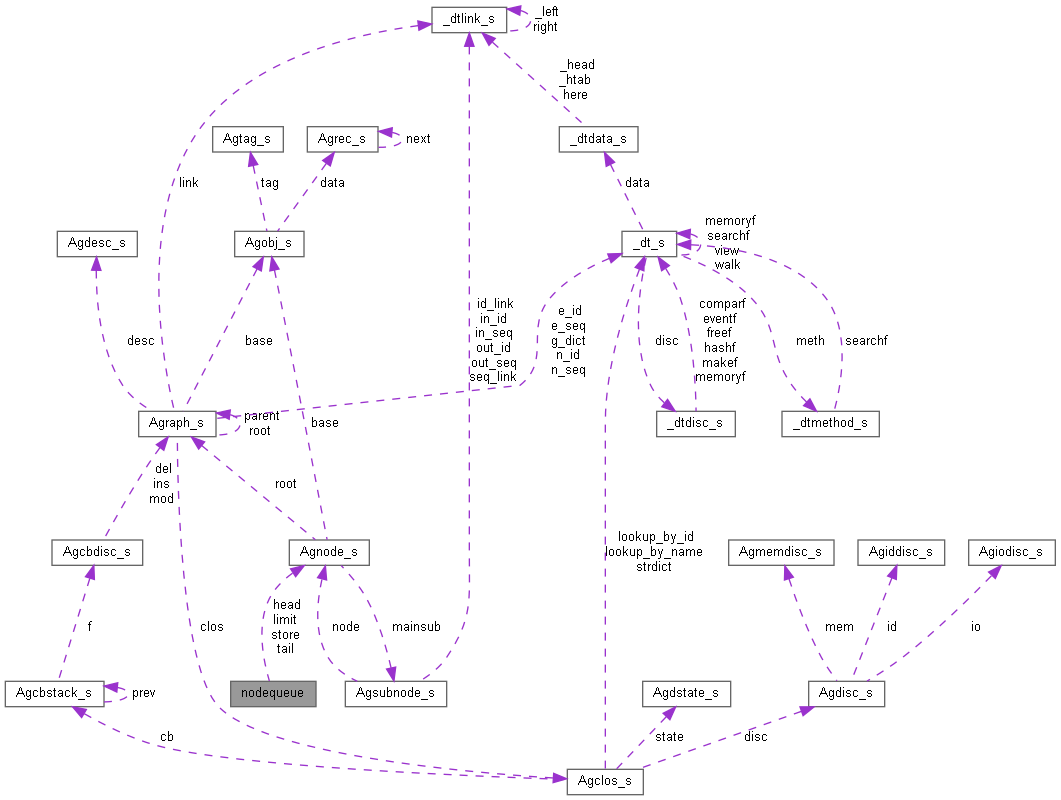 _dtlink_s
_left
right
_head
_htab
here
Agtag_s
Agrec_s
next
_dtdata_s
link
tag
data
data
Agdesc_s
Agobj_s
_dt_s
memoryf
searchf
view
walk
id_link
in_id
in_seq
out_id
out_seq
seq_link
e_id
e_seq
g_dict
n_id
n_seq
comparf
eventf
freef
hashf
makef
memoryf
desc
base
disc
meth
searchf
Agraph_s
parent
root
base
_dtdisc_s
_dtmethod_s
del
ins
mod
root
Agcbdisc_s
Agnode_s
lookup_by_id
lookup_by_name
strdict
Agmemdisc_s
Agiddisc_s
Agiodisc_s
f
clos
head
limit
store
tail
node
mainsub
mem
id
io
Agcbstack_s
prev
nodequeue
Agsubnode_s
Agdstate_s
Agdisc_s
cb
state
disc
Agclos_s